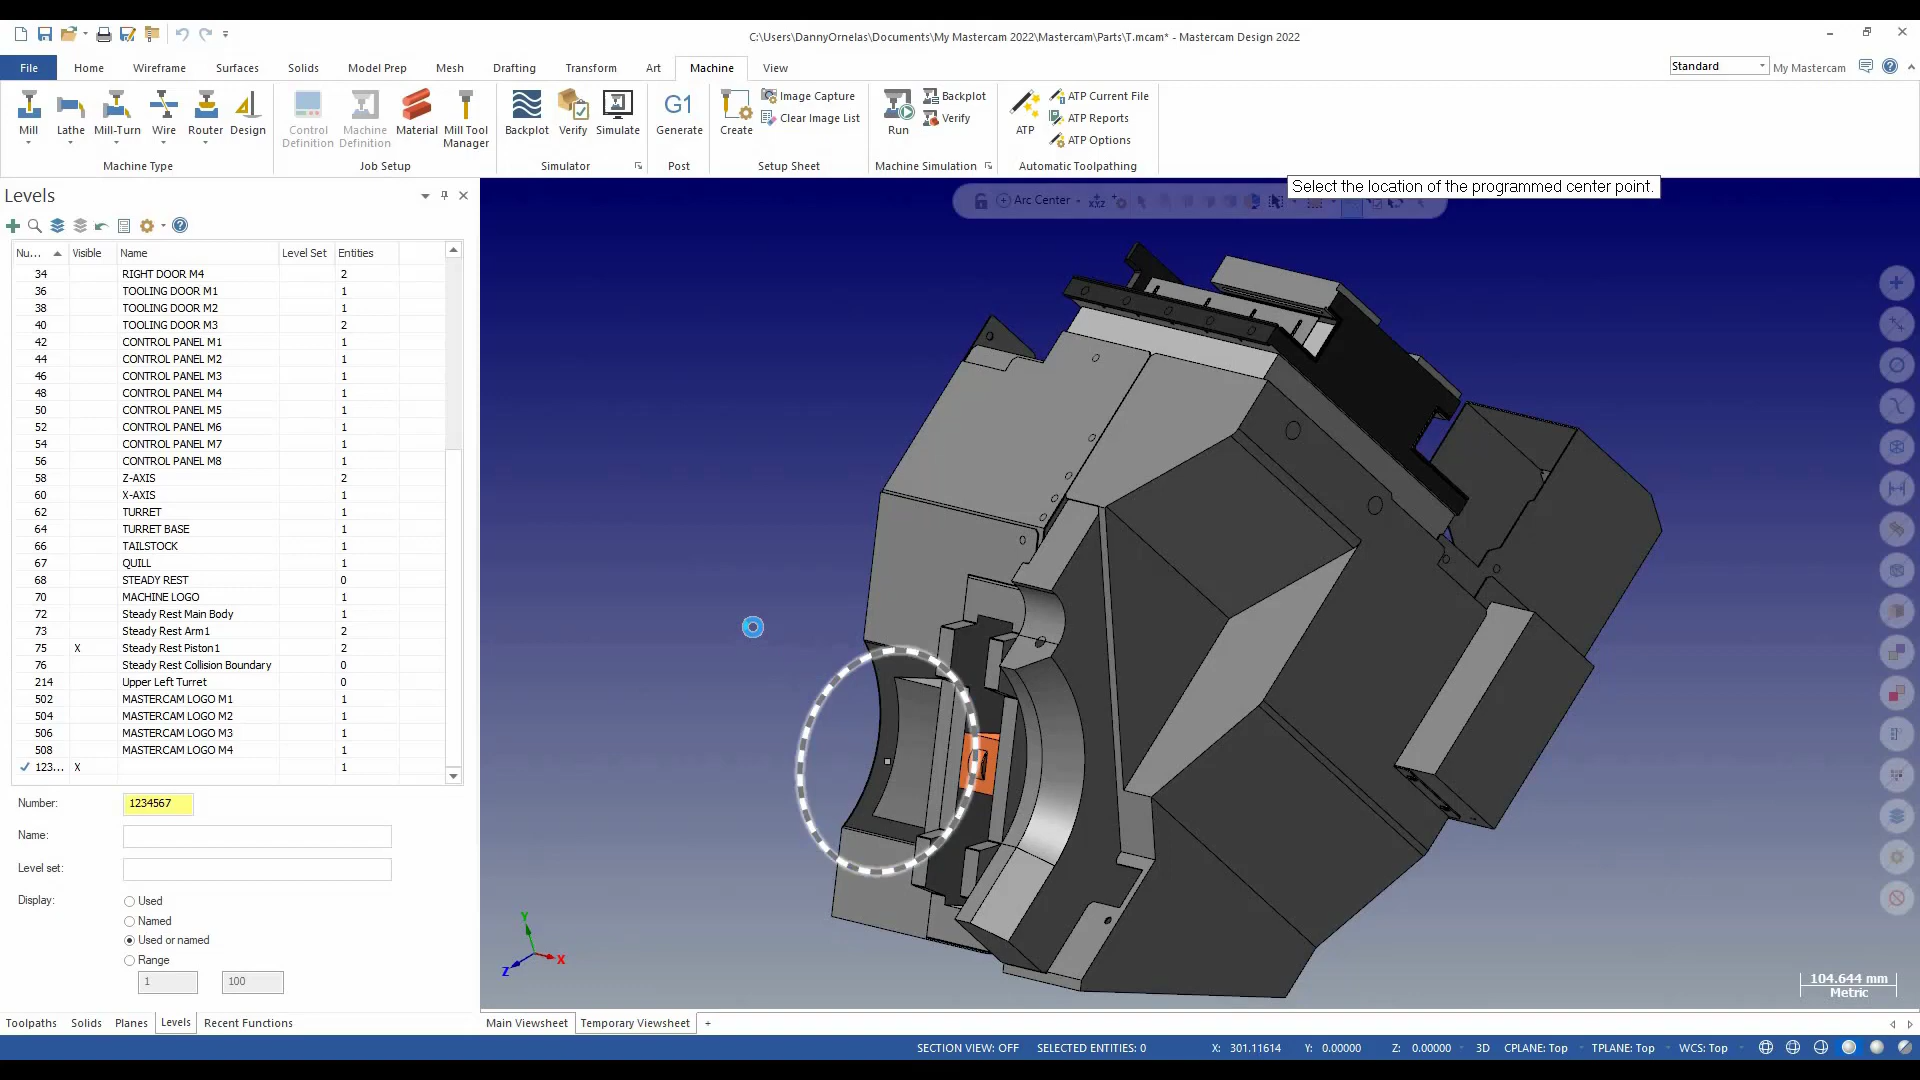 C:\Users\DannyOrnelas\Documents\My Mastercam 2022\Mastercam\Parts\T.mcam* - Mastercam Design 2022
File Home Wireframe Surfaces Solids Model Prep Mesh Drafting Transform Art Machine View
Standard My Mastercam
Mill Lathe Mill-Turn Wire Router Design
Machine Type
Control Definition
Machine Definition
Material
Mill Tool Manager
Job Setup
Backplot Verify Simulate
Simulator
G1
Generate
Post
Create
Image Capture
Clear Image List
Setup Sheet
Run
Backplot
Verify
Machine Simulation
ATP
ATP Current File
ATP Reports
ATP Options
Automatic Toolpathing
Levels
Select the location of the programmed center point.
Arc Center
Nu... Visible Name Level Set Entities
34 RIGHT DOOR M4 2
36 TOOLING DOOR M1 1
38 TOOLING DOOR M2 1
40 TOOLING DOOR M3 2
42 CONTROL PANEL M1 1
44 CONTROL PANEL M2 1
46 CONTROL PANEL M3 1
48 CONTROL PANEL M4 1
50 CONTROL PANEL M5 1
52 CONTROL PANEL M6 1
54 CONTROL PANEL M7 1
56 CONTROL PANEL M8 1
58 Z-AXIS 2
60 X-AXIS 1
62 TURRET 1
64 TURRET BASE 1
66 TAILSTOCK 1
67 QUILL 1
68 STEADY REST 0
70 MACHINE LOGO 1
72 Steady Rest Main Body 1
73 Steady Rest Arm1 2
75 X Steady Rest Piston1 2
76 Steady Rest Collision Boundary 0
214 Upper Left Turret 0
502 MASTERCAM LOGO M1 1
504 MASTERCAM LOGO M2 1
506 MASTERCAM LOGO M3 1
508 MASTERCAM LOGO M4 1
123... X 1
Number: 1234567
Name:
Level set:
Display: Used
Named
Used or named
Range
1 100
Y
X
Z
104.644 mm
Metric
Toolpaths Solids Planes Levels Recent Functions
Main Viewsheet Temporary Viewsheet +
SECTION VIEW: OFF SELECTED ENTITIES: 0 X: 301.11614 Y: 0.00000 Z: 0.00000 3D CPLANE: Top TPLANE: Top WCS: Top